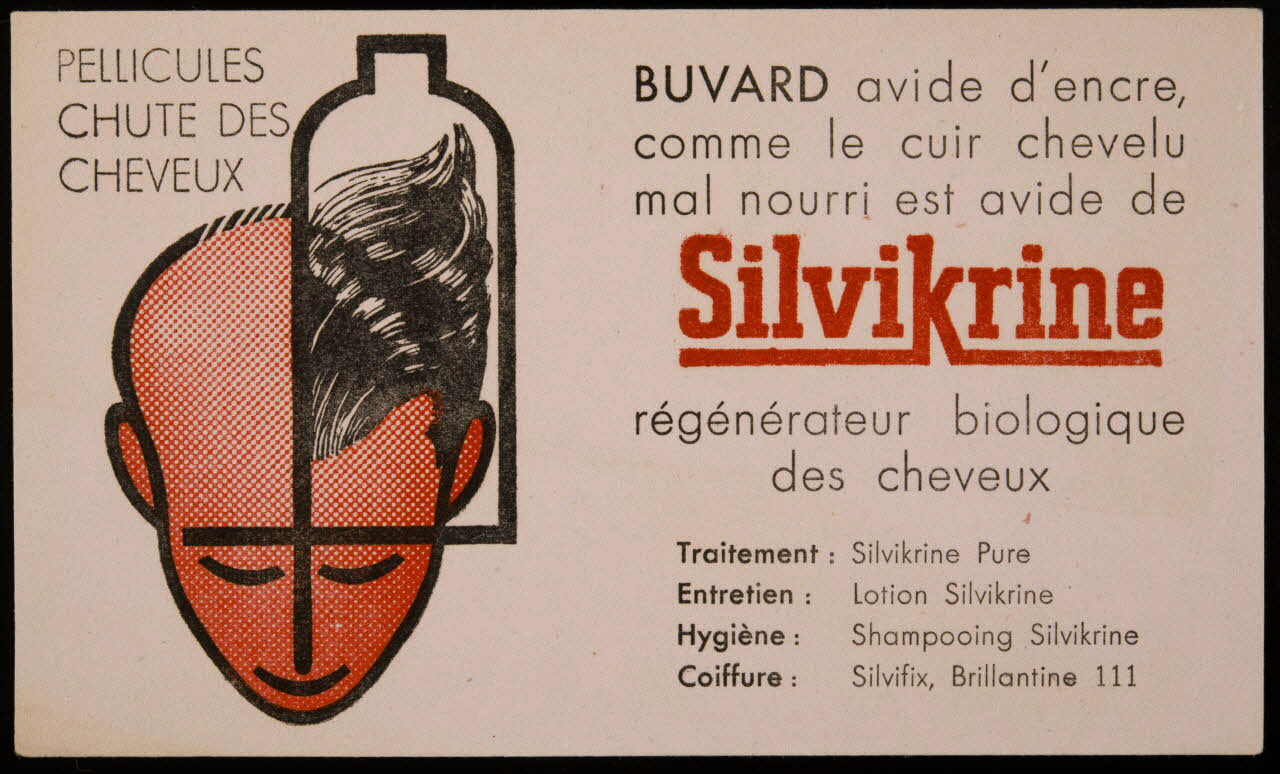 PELLICULES
CHUTE DES
CHEVEUX
BUVARD avide d'encre,
comme le cuir chevelu
mal nourri est avide de
Silvikrine
régénérateur biologique
des cheveux
Traitement : Silvikrine Pure
Entretien : Lotion Silvikrine
Hygiène : Shampooing Silvikrine
Coiffure : Silvifix, Brillantine 111